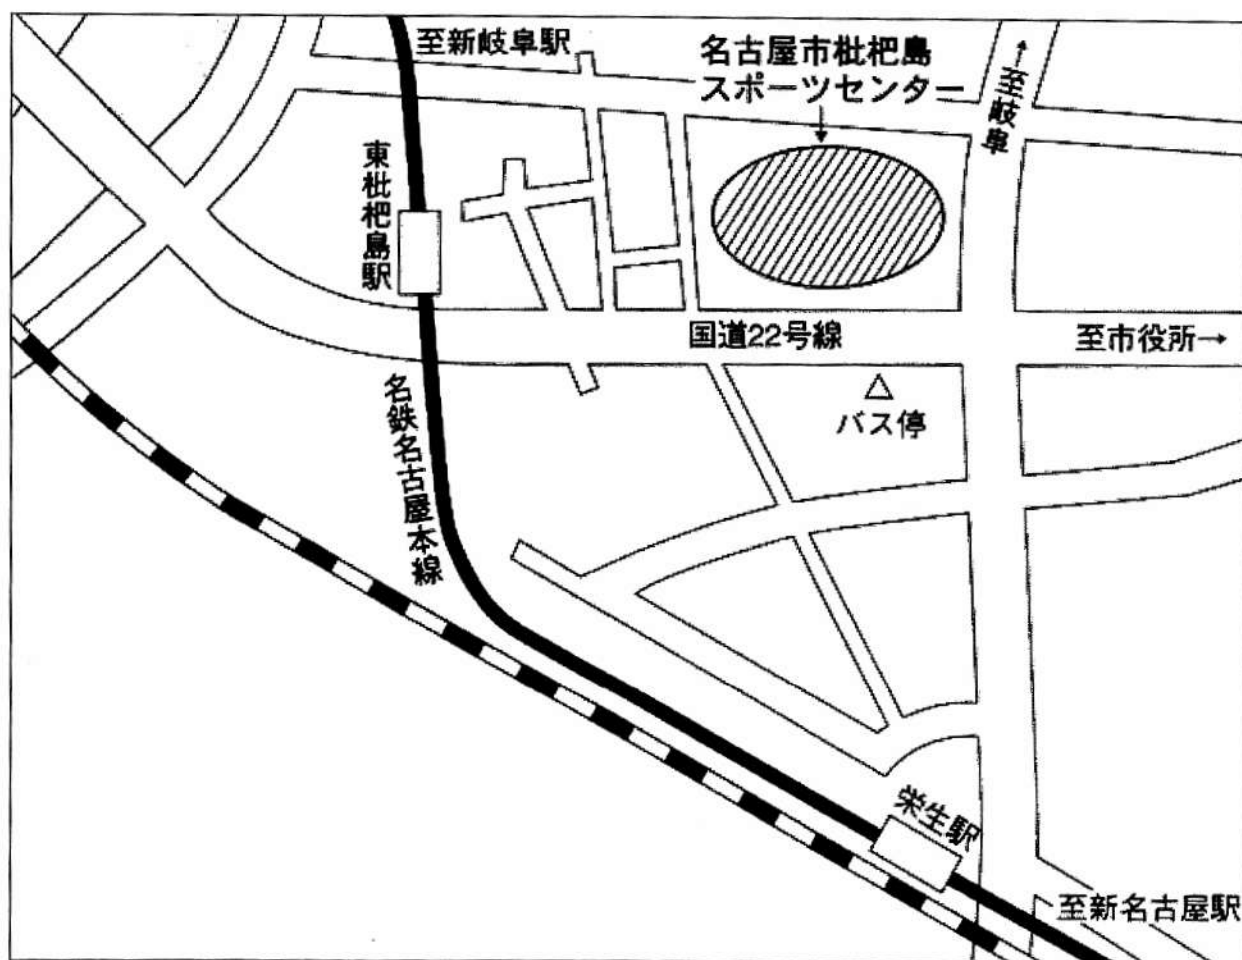 至新岐阜駅
名古屋市枇杷島
スポーツセンター
←至岐阜
東枇杷島駅
国道22号線
至市役所→
バス停
名鉄名古屋本線
栄生駅
至新名古屋駅